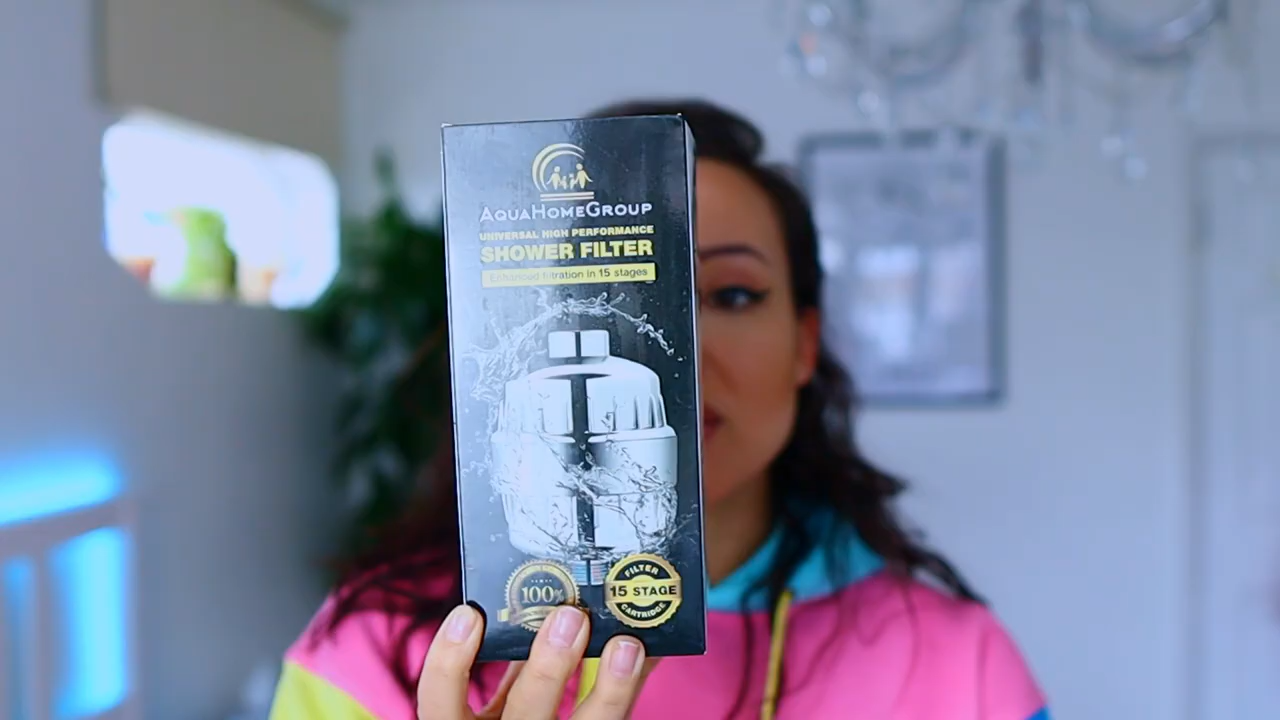 AQUAHOMEGROUP
UNIVERSAL HIGH PERFORMANCE
SHOWER FILTER
Enhanced filtration in 15 stages
100%
FILTER
15 STAGE
CARTRIDGE